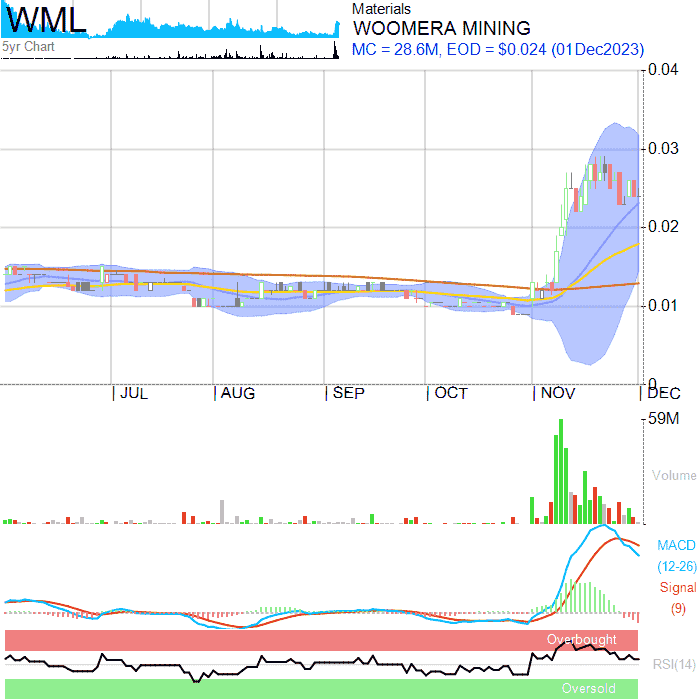 WML
5yr Chart
Materials
WOOMERA MINING
MC = 28.6M, EOD = $0.024 (01Dec2023)
0.04
0.03
0.02
0.01
0
JUL AUG SEP OCT NOV DEC
59M
Volume
MACD
(12-26)
Signal
(9)
Overbought
RSI(14)
Oversold